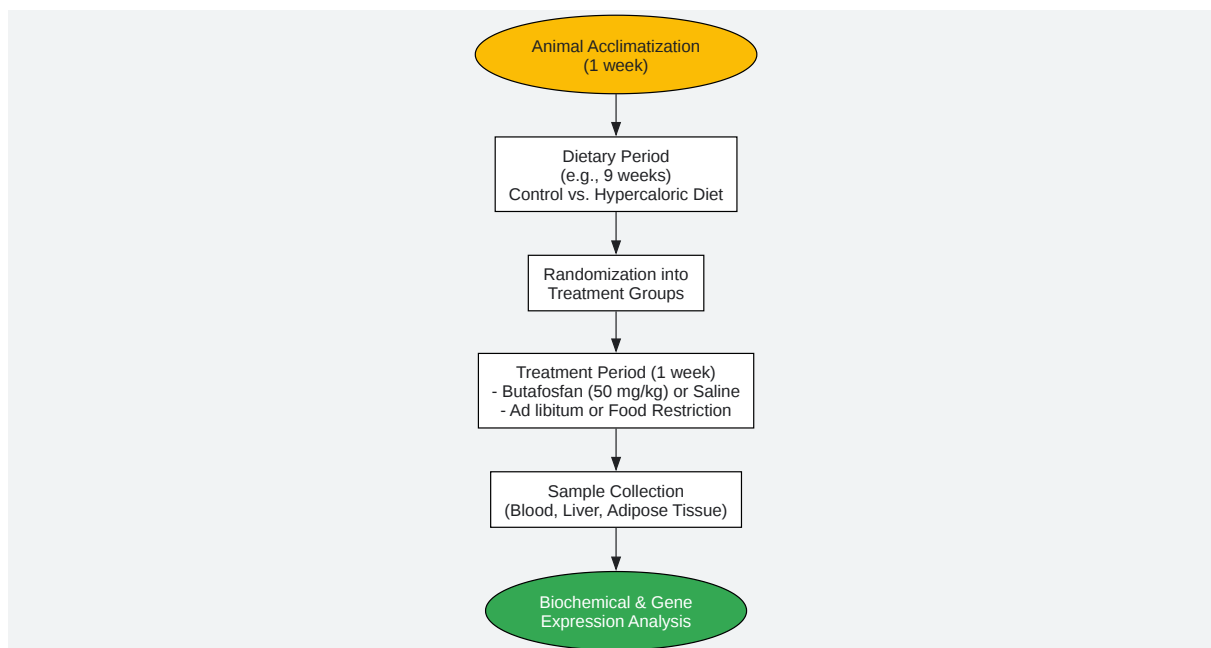 Animal Acclimatization
(1 week)
Dietary Period
(e.g., 9 weeks)
Control vs. Hypercaloric Diet
Randomization into
Treatment Groups
Treatment Period (1 week)
- Butafosfan (50 mg/kg) or Saline
- Ad libitum or Food Restriction
Sample Collection
(Blood, Liver, Adipose Tissue)
Biochemical & Gene
Expression Analysis